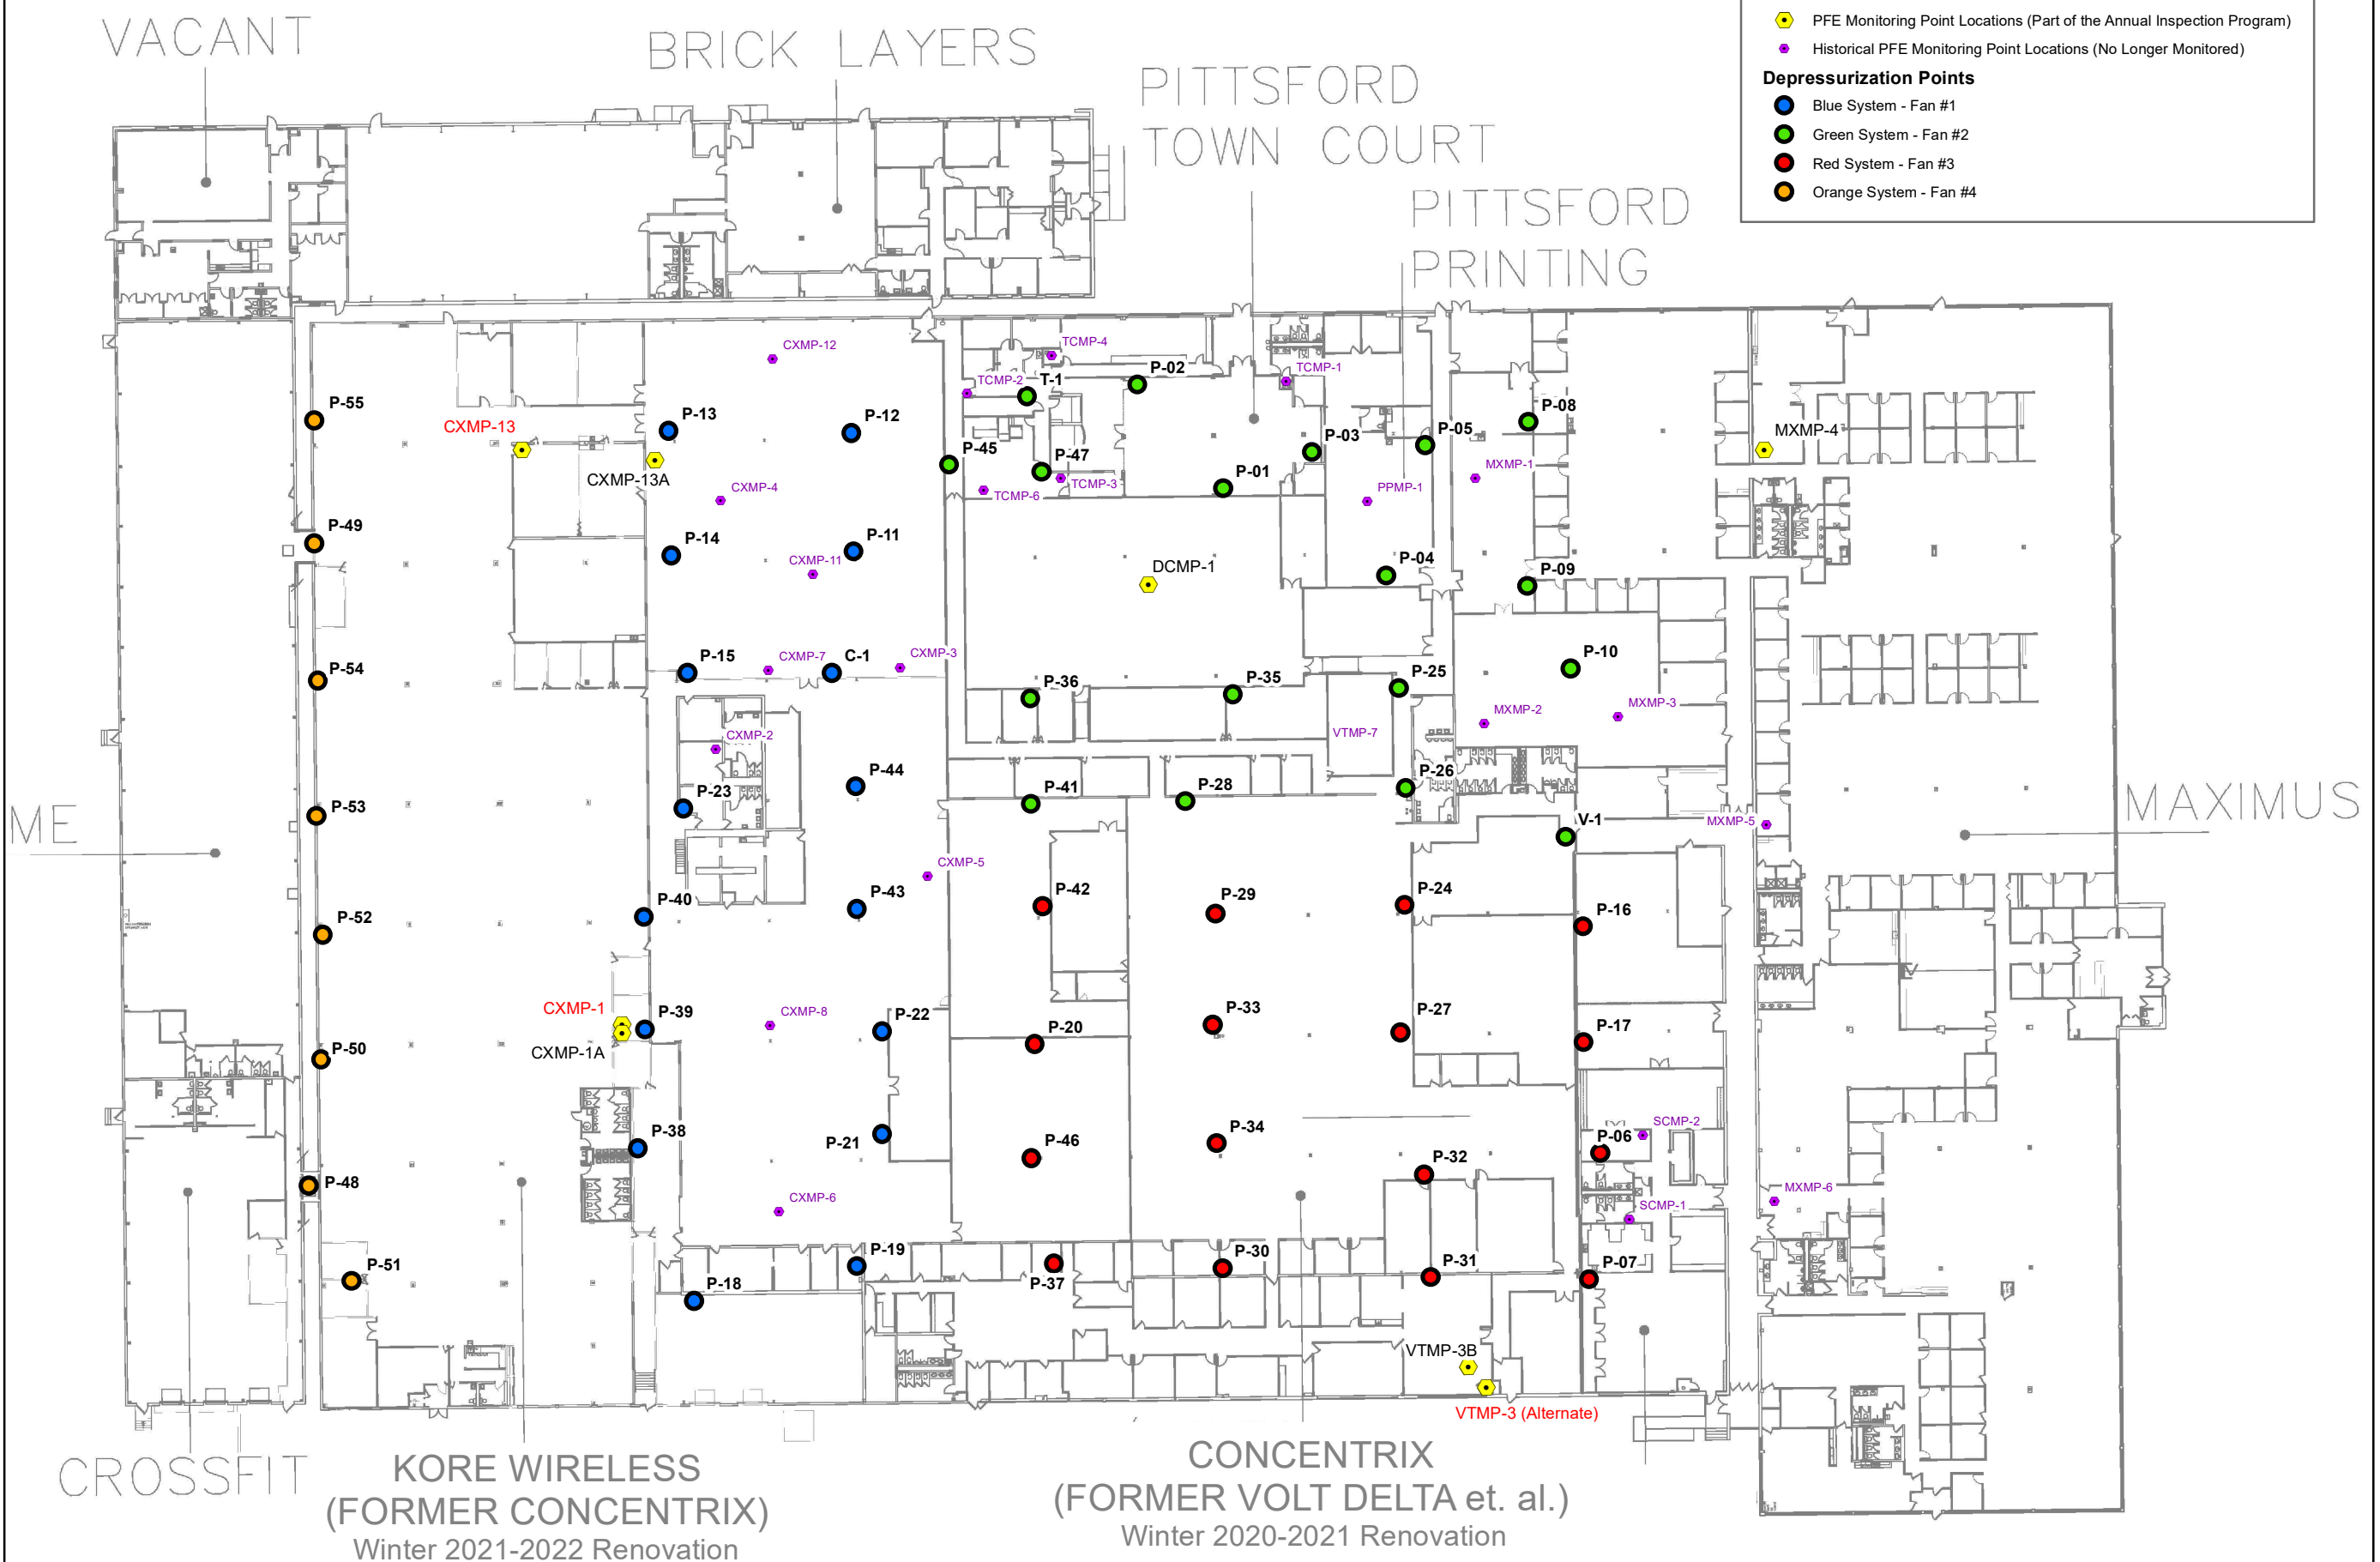 PFE Monitoring Point Locations (Part of the Annual Inspection Program)
Historical PFE Monitoring Point Locations (No Longer Monitored)
Depressurization Points
Blue System - Fan #1
Green System - Fan #2
Red System - Fan #3
Orange System - Fan #4
VACANT
BRICK LAYERS
PITTSFORD
TOWN COURT
PITTSFORD
PRINTING
CXMP-12
TCMP-4
TCMP-2
T-1
P-02
TCMP-1
P-55
CXMP-13
P-13
P-12
P-08
P-03
P-05
MXMP-4
P-45
P-47
CXMP-13A
CXMP-4
TCMP-6
TCMP-3
P-01
PPMP-1
MXMP-1
P-49
P-14
P-11
CXMP-11
DCMP-1
P-04
P-09
P-54
P-15
CXMP-7
C-1
CXMP-3
P-36
P-35
P-25
P-10
MXMP-2
MXMP-3
CXMP-2
VTMP-7
P-44
P-23
P-41
P-28
P-26
P-53
ME
V-1
MXMP-5
MAXIMUS
CXMP-5
P-40
P-43
P-42
P-29
P-24
P-16
P-52
CXMP-1
P-39
CXMP-8
P-22
P-20
P-33
P-27
P-17
CXMP-1A
P-50
P-38
P-21
P-46
P-34
P-32
P-06
SCMP-2
P-48
CXMP-6
SCMP-1
MXMP-6
P-51
P-18
P-19
P-37
P-30
P-31
P-07
VTMP-3B
VTMP-3 (Alternate)
CROSSFIT
KORE WIRELESS
(FORMER CONCENTRIX)
Winter 2021-2022 Renovation
CONCENTRIX
(FORMER VOLT DELTA et. al.)
Winter 2020-2021 Renovation